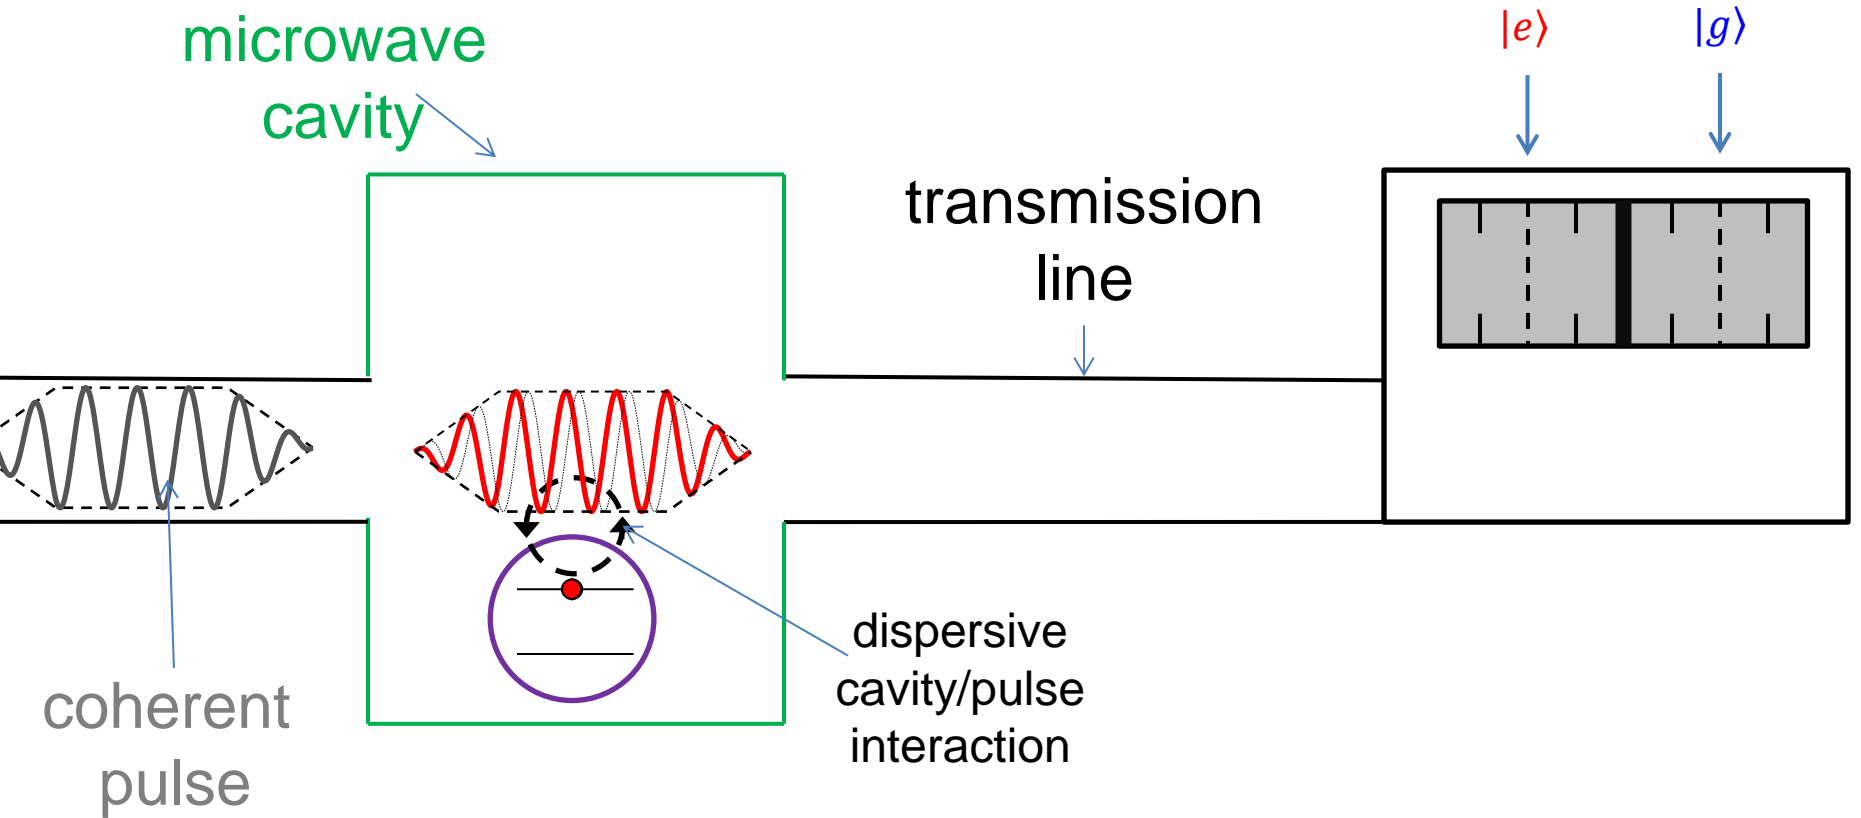 microwave
cavity
|e⟩
|g⟩
transmission
line
dispersive
cavity/pulse
interaction
coherent
pulse